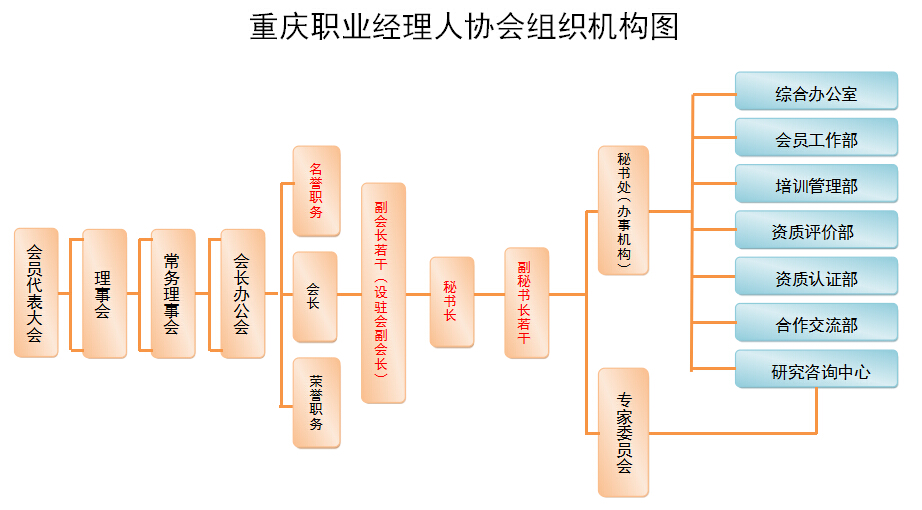 重庆职业经理人协会组织机构图
会员代表大会
理事会
常务理事会
会长办公会
名誉职务
会长
荣誉职务
副会长若干（设驻会副会长）
秘书长
副秘书长若干
秘书处（办事机构）
专家委员会
综合办公室
会员工作部
培训管理部
资质评价部
资质认证部
合作交流部
研究咨询中心